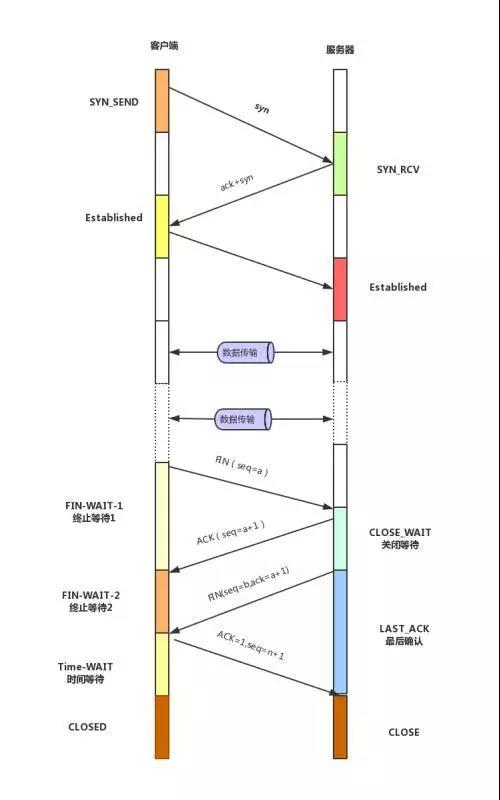 客户端
服务器
SYN_SEND
syn
SYN_RCV
ack+syn
Established
Established
数据传输
数据传输
FIN ( seq=a )
FIN-WAIT-1
终止等待1
ACK ( seq=a+1 )
CLOSE_WAIT
关闭等待
FIN(seq=b,ack=a+1)
FIN-WAIT-2
终止等待2
LAST_ACK
最后确认
ACK=1,seq=n+1
Time-WAIT
时间等待
CLOSED
CLOSE